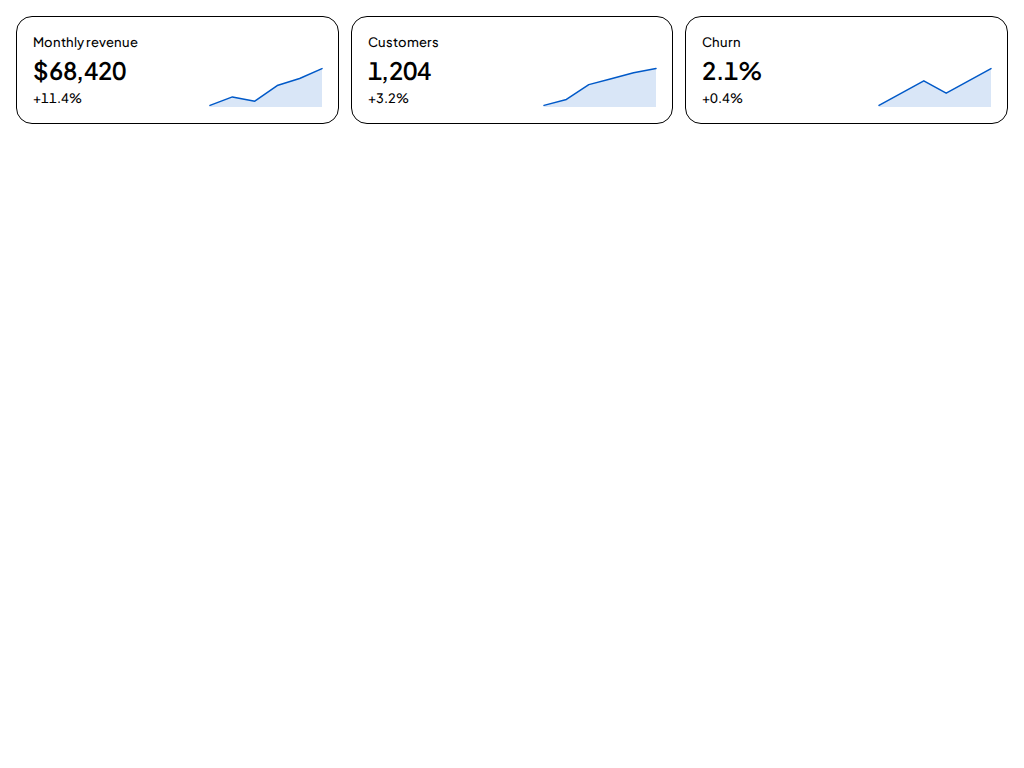 Monthly revenue
$68,420
+11.4%
Customers
1,204
+3.2%
Churn
2.1%
+0.4%